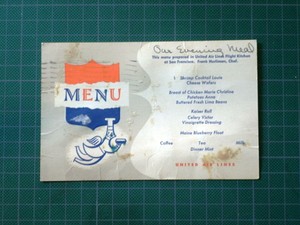 Our Evening Meal
This menu prepared in United Air Lines Flight Kitchen
at San Francisco. Frank Chef.
MENU
Shrimp Cocktail Louis
Cheese Wafers
Breast of Chicken Marie Christine
Potatoes Anna
Buttered Fresh Lima Beans
Kaiser Roll
Celery Victor
Vinaigrette Dressing
Maine Blueberry Float
Coffee Tea Milk
Dinner Mint
UNITED AIR LINES